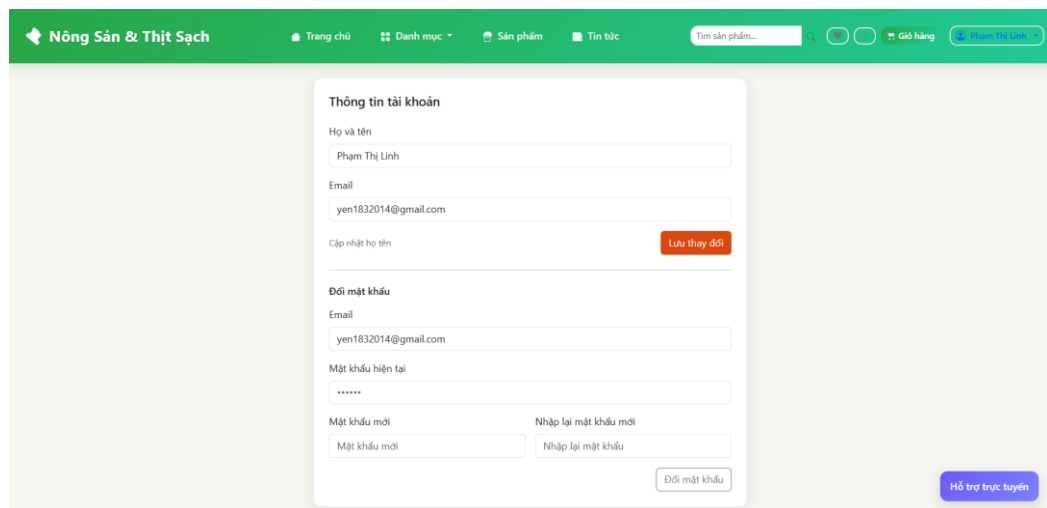 Nông Sản & Thịt Sạch
Trang chủ
Danh mục
Sản phẩm
Tin tức
Tìm sản phẩm...
Giỏ hàng
Phạm Thị Linh
Thông tin tài khoản
Họ và tên
Phạm Thị Linh
Email
yen1832014@gmail.com
Cập nhật họ tên
Lưu thay đổi
Đổi mật khẩu
Email
yen1832014@gmail.com
Mật khẩu hiện tại
••••••
Mật khẩu mới
Nhập lại mật khẩu mới
Mật khẩu mới
Nhập lại mật khẩu
Đổi mật khẩu
Hỗ trợ trực tuyến